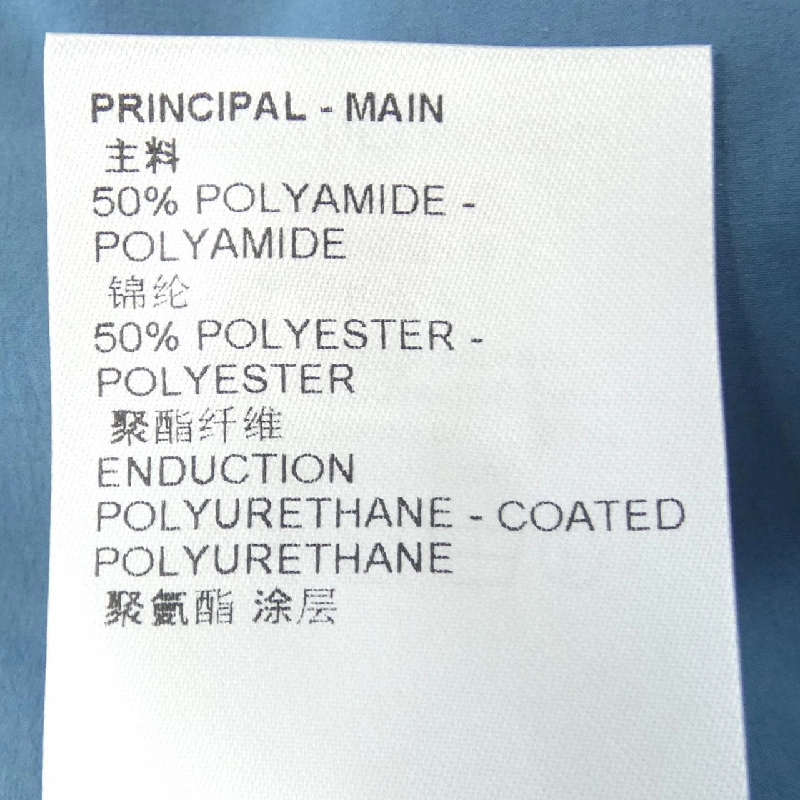 PRINCIPAL - MAIN
主料
50% POLYAMIDE -
POLYAMIDE
锦纶
50% POLYESTER -
POLYESTER
聚酯纤维
ENDUCTION
POLYURETHANE - COATED
POLYURETHANE
聚氨酯 涂层